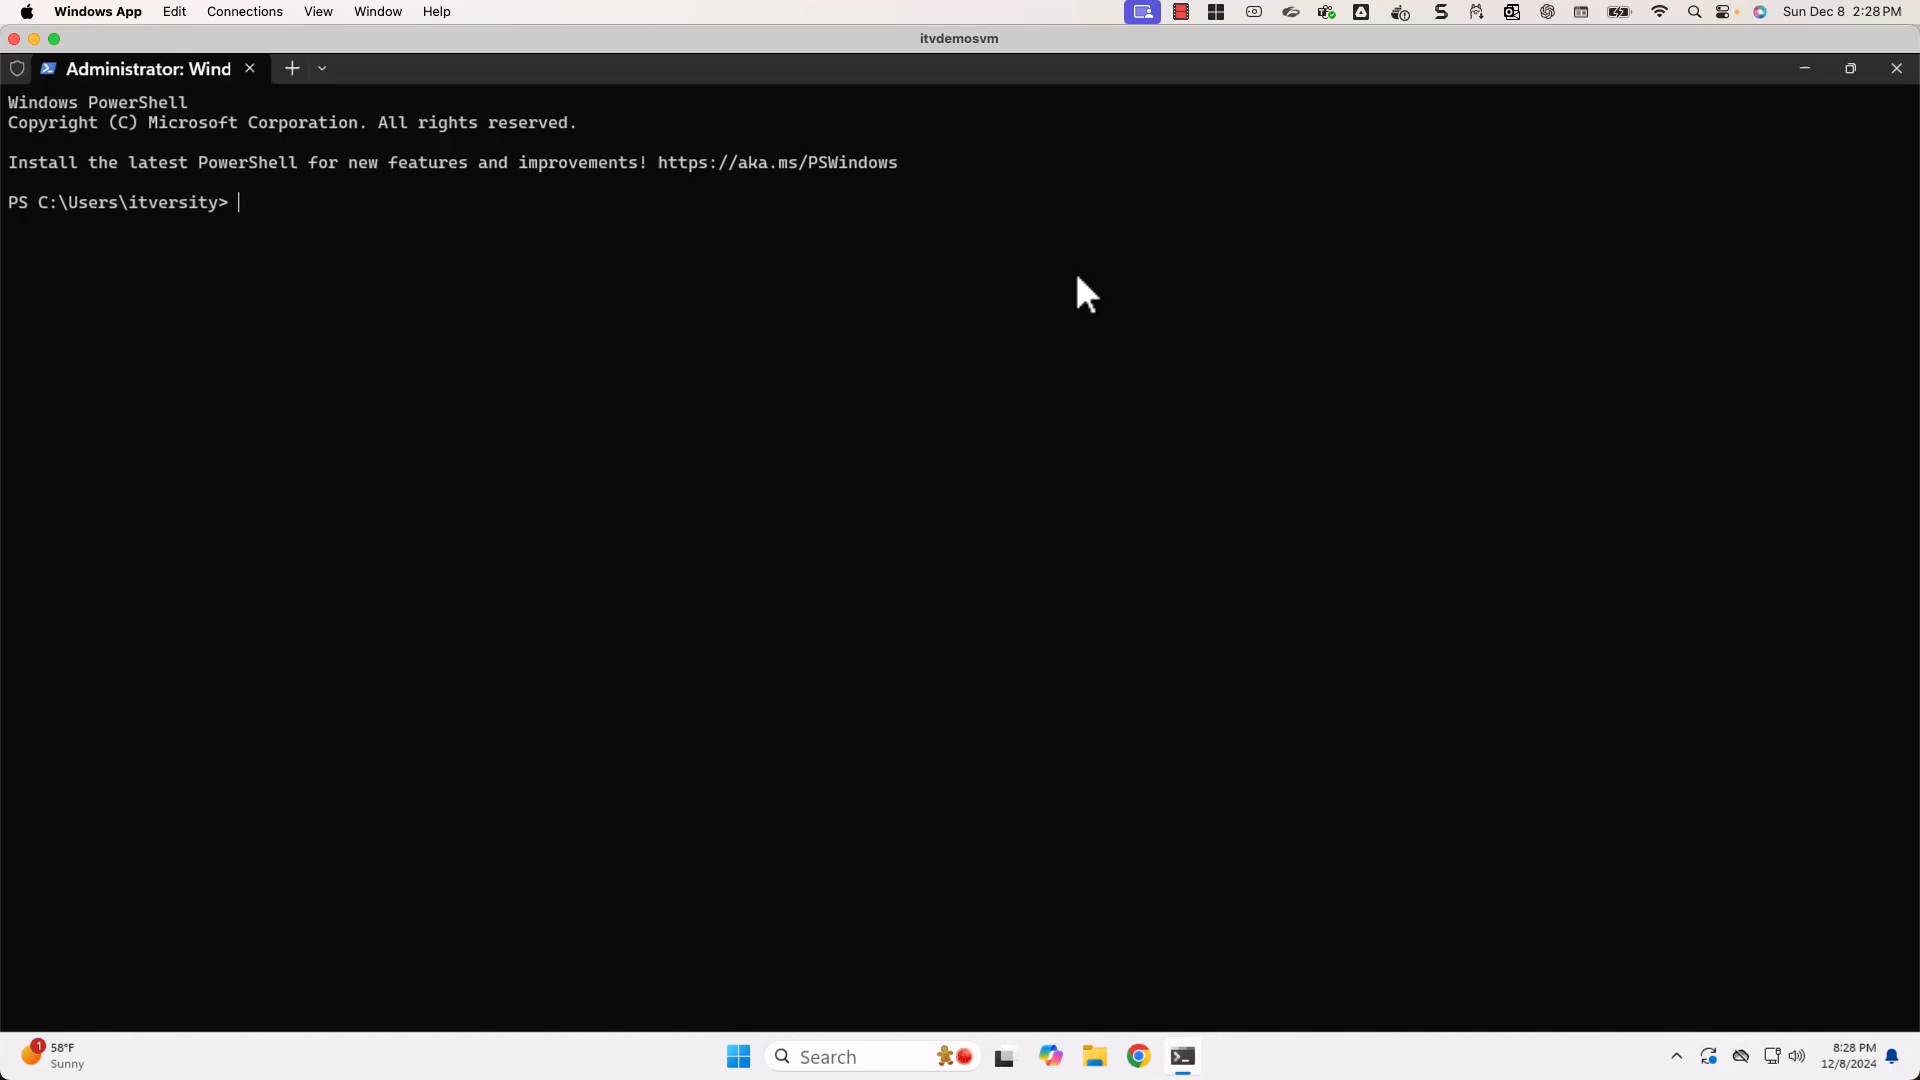 Windows App Edit Connections View Window Help Sun Dec 8 2:28 PM
itvdemosvm
Administrator: Wind
Windows PowerShell
Copyright (C) Microsoft Corporation. All rights reserved.
Install the latest PowerShell for new features and improvements! https://aka.ms/PSWindows
PS C:\Users\itversity>
1
58°F
Sunny
Search
8:28 PM
12/8/2024